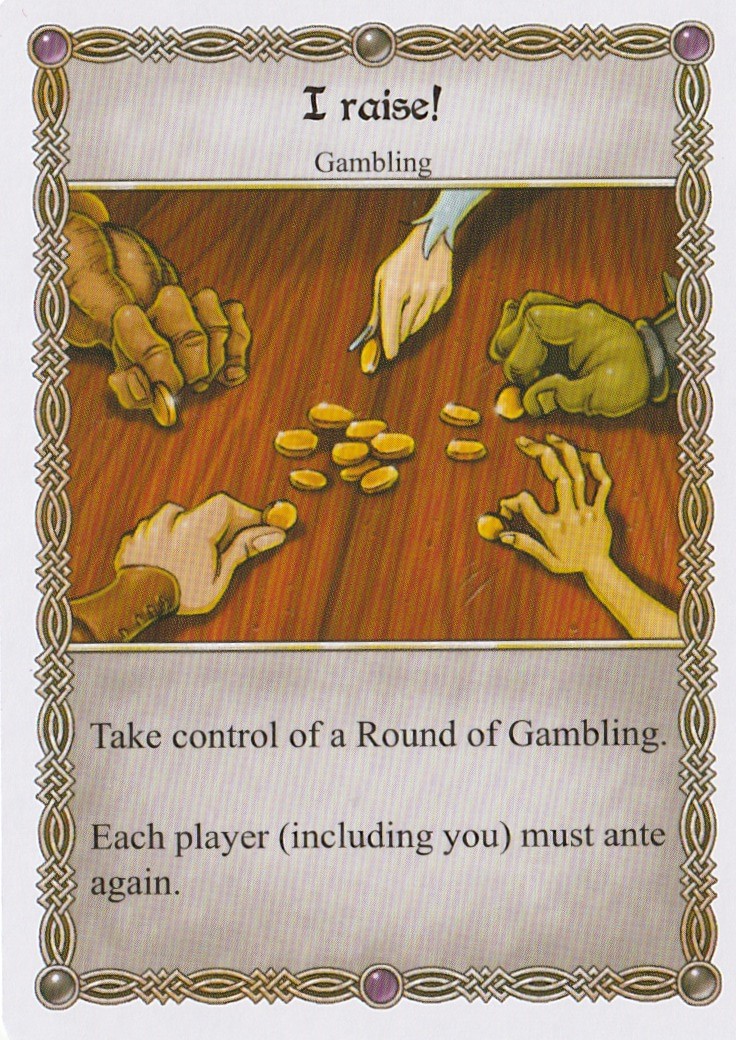 I raise!
Gambling
Take control of a Round of Gambling.
Each player (including you) must ante
again.